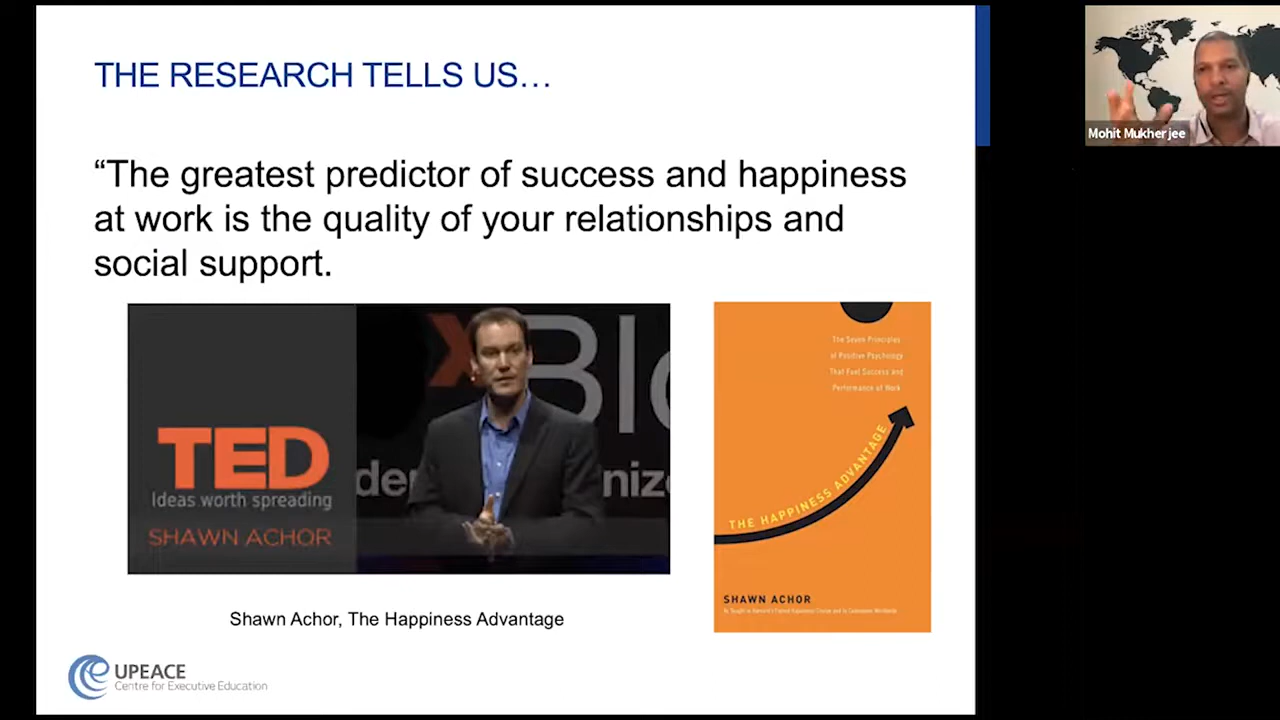 THE RESEARCH TELLS US…
“The greatest predictor of success and happiness
at work is the quality of your relationships and
social support.
TED
Ideas worth spreading
SHAWN ACHOR
x
Blo
der
nize
The Seven Principles
of Positive Psychology
That Fuel Success and
Performance at Work
THE HAPPINESS ADVANTAGE
SHAWN ACHOR
Shawn Achor, The Happiness Advantage
UPEACE
Centre for Executive Education
Mohit Mukherjee